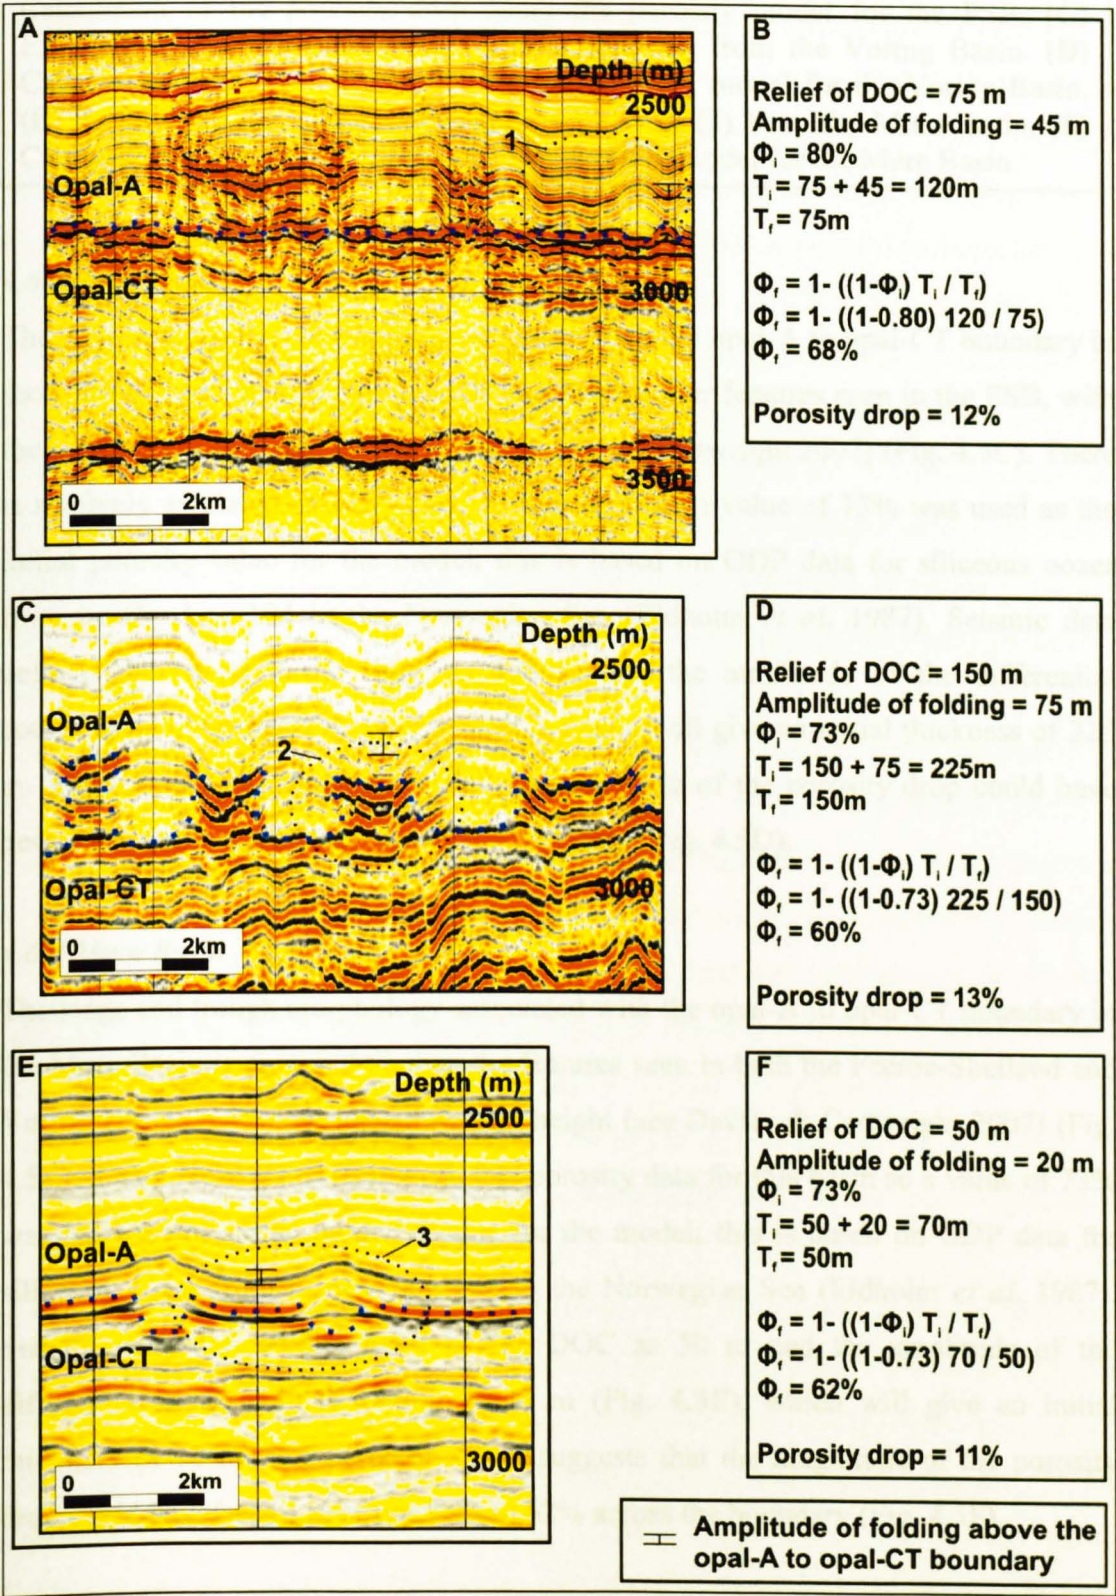 A
Depth (m)
2500
1
Opal-A
Opal-CT
3000
3500
0 2km
B
Relief of DOC = 75 m
Amplitude of folding = 45 m
Φi = 80%
Ti = 75 + 45 = 120m
Tf = 75m
Φf = 1- ((1-Φi) Ti / Tf)
Φf = 1- ((1-0.80) 120 / 75)
Φf = 68%
Porosity drop = 12%
C
Depth (m)
2500
Opal-A
2
Opal-CT
3000
0 2km
D
Relief of DOC = 150 m
Amplitude of folding = 75 m
Φi = 73%
Ti = 150 + 75 = 225m
Tf = 150m
Φf = 1- ((1-Φi) Ti / Tf)
Φf = 1- ((1-0.73) 225 / 150)
Φf = 60%
Porosity drop = 13%
E
Depth (m)
2500
Opal-A
3
Opal-CT
3000
0 2km
F
Relief of DOC = 50 m
Amplitude of folding = 20 m
Φi = 73%
Ti = 50 + 20 = 70m
Tf = 50m
Φf = 1- ((1-Φi) Ti / Tf)
Φf = 1- ((1-0.73) 70 / 50)
Φf = 62%
Porosity drop = 11%
Amplitude of folding above the
opal-A to opal-CT boundary